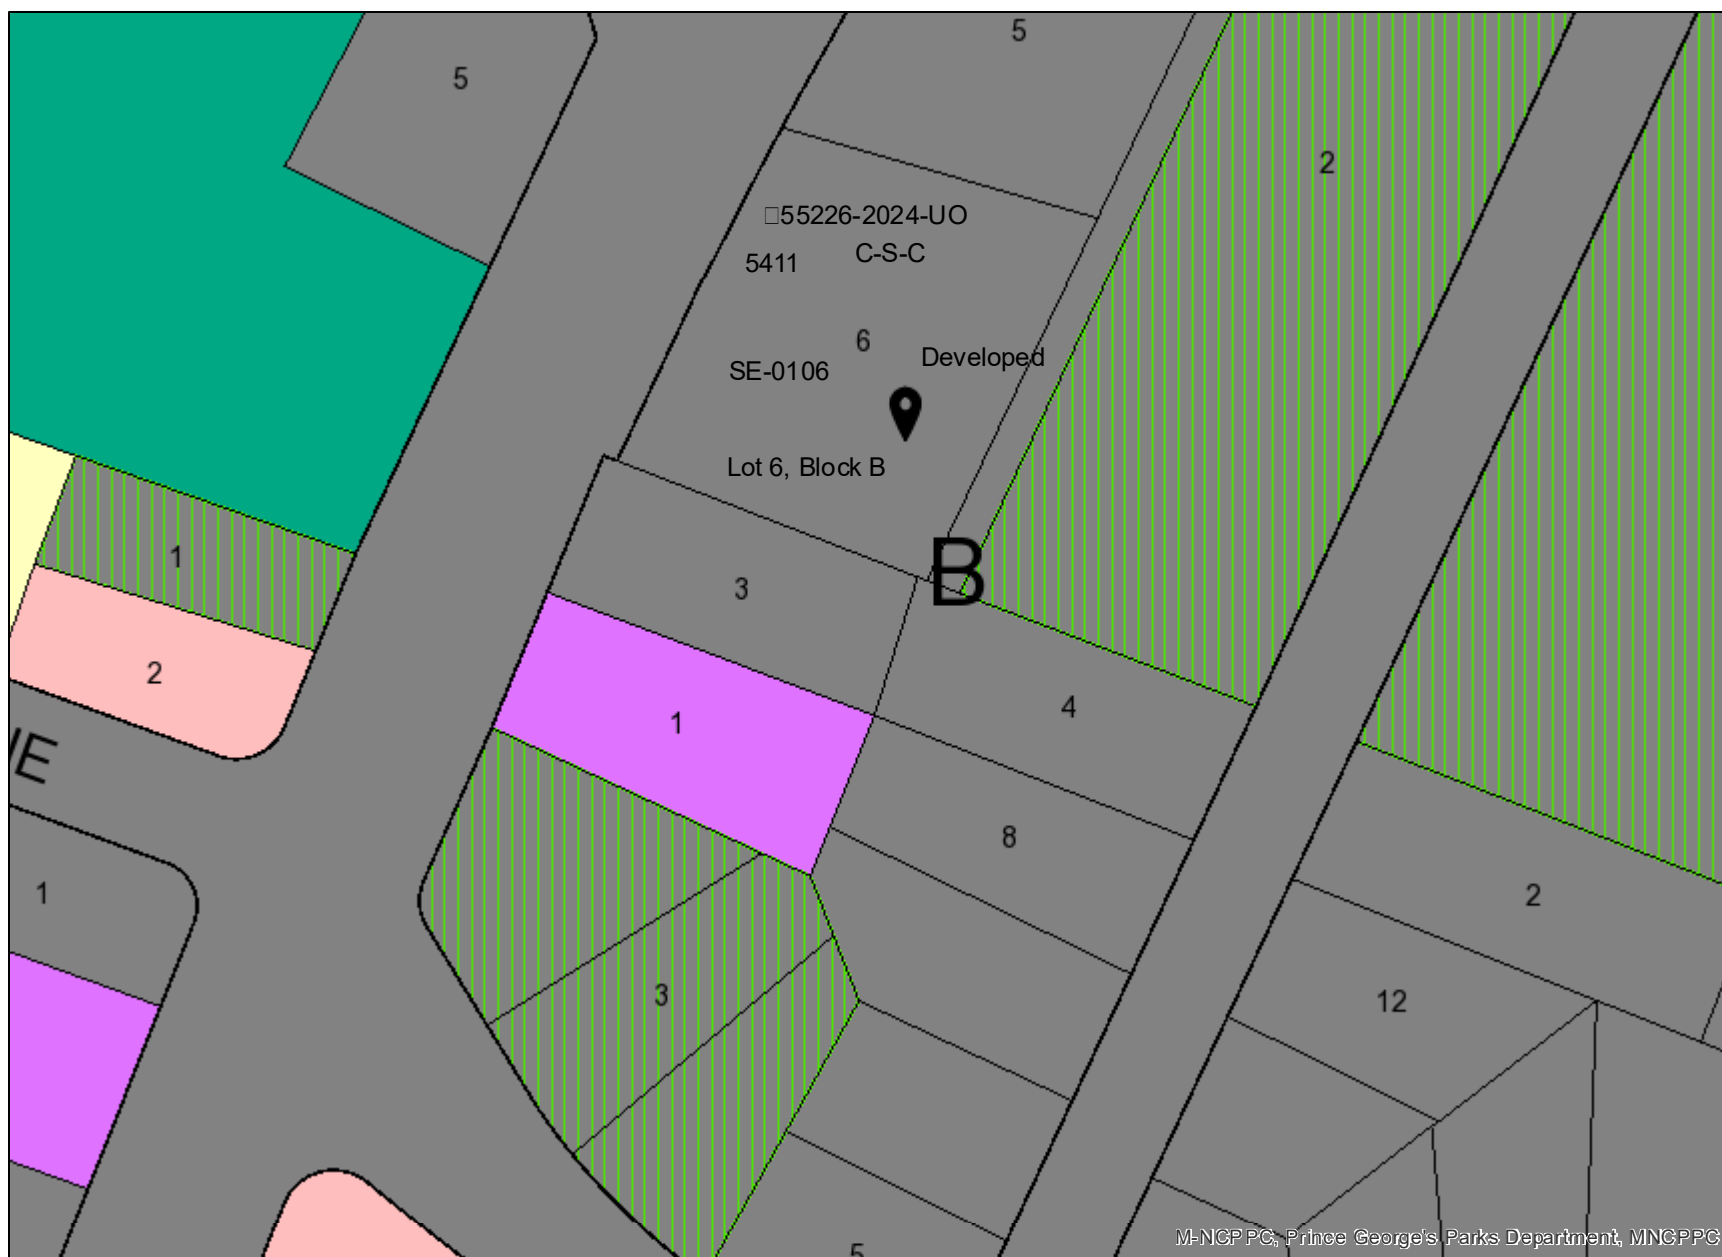 5
5
2
55226-2024-UO
C-S-C
5411
6
Developed
SE-0106
Lot 6, Block B
1
3
B
2
4
1
IE
8
1
2
3
12
5
M-NCPPC, Prince George's Parks Department, MNCPPC